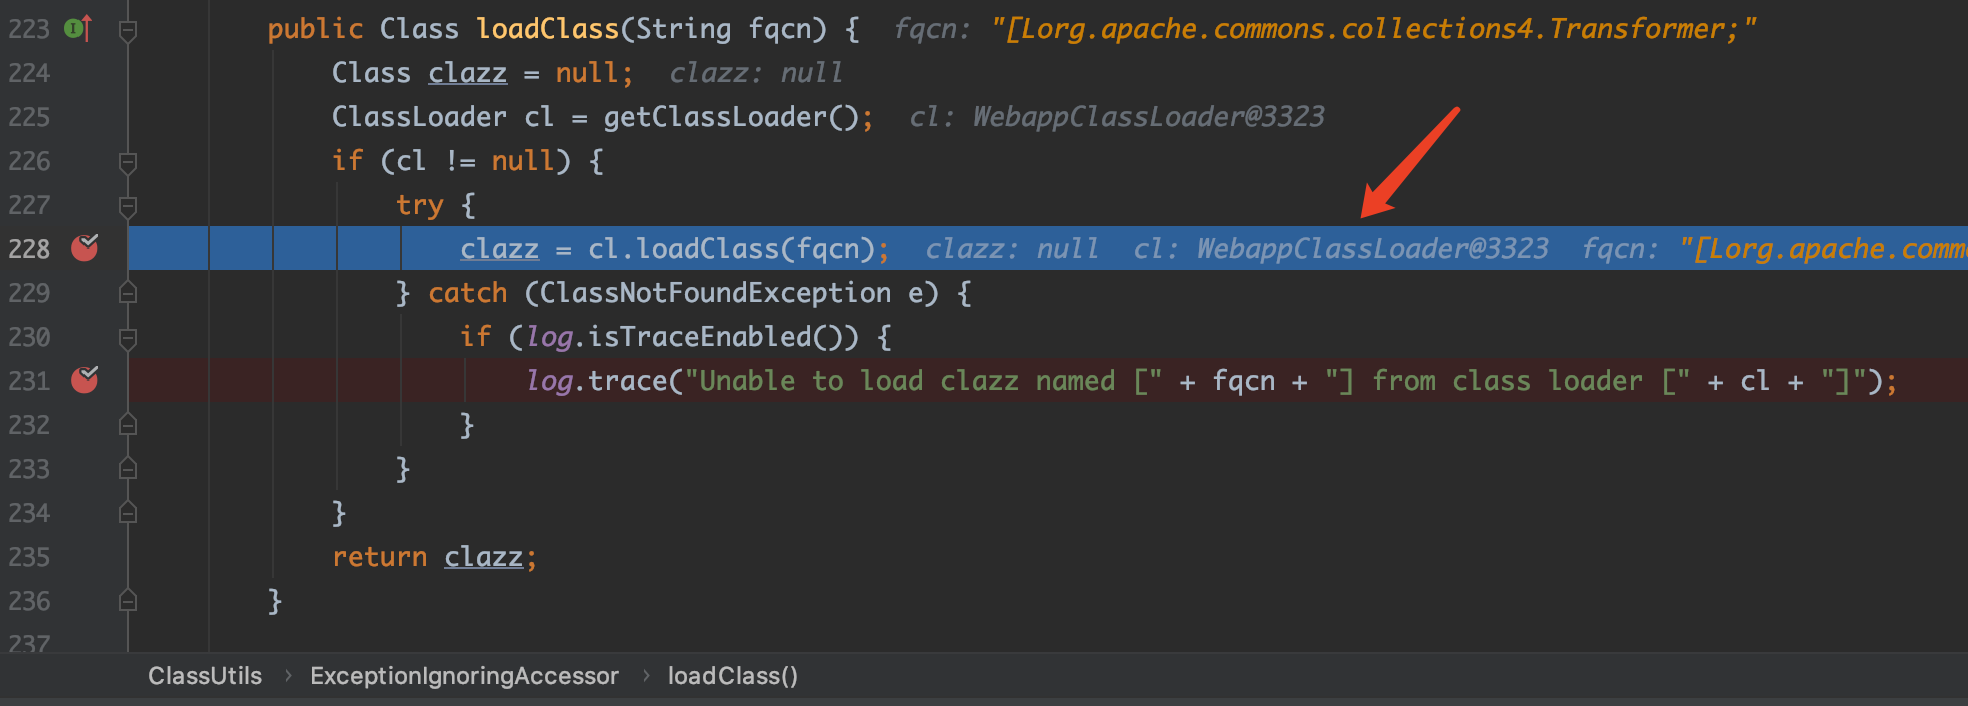 223 public Class loadClass(String fqcn) { fqcn: "[Lorg.apache.commons.collections4.Transformer;"
224 Class clazz = null; clazz: null
225 ClassLoader cl = getClassLoader(); cl: WebappClassLoader@3323
226 if (cl != null) {
227 try {
228 clazz = cl.loadClass(fqcn); clazz: null cl: WebappClassLoader@3323 fqcn: "[Lorg.apache.comm
229 } catch (ClassNotFoundException e) {
230 if (log.isTraceEnabled()) {
231 log.trace("Unable to load clazz named [" + fqcn + "] from class loader [" + cl + "]");
232 }
233 }
234 }
235 return clazz;
236 }
237
ClassUtils › ExceptionIgnoringAccessor › loadClass()